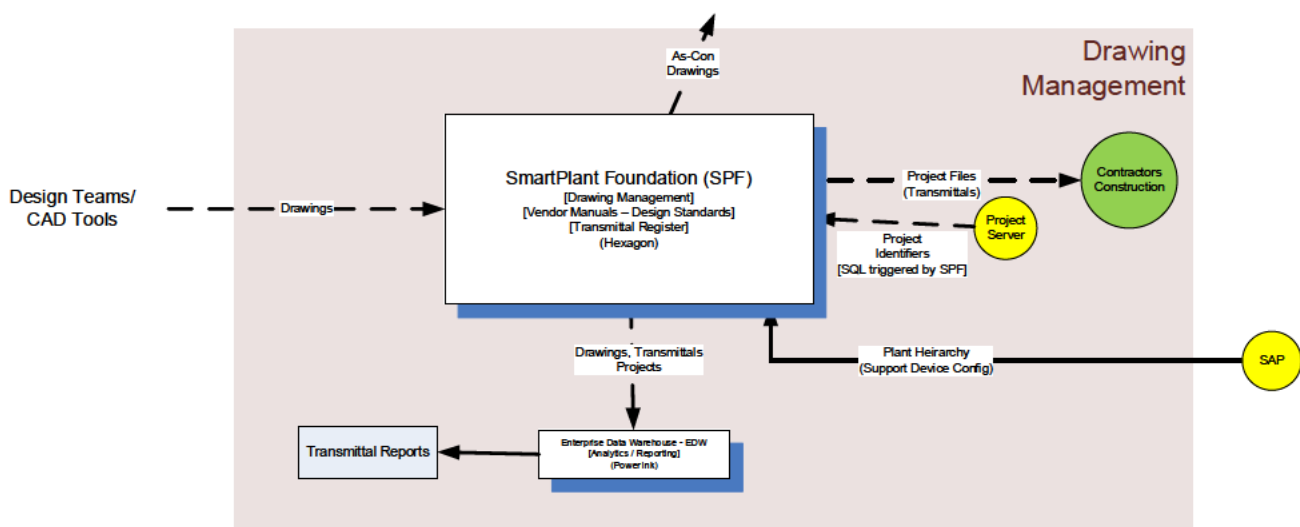 As-Con
Drawings
Drawing
Management
SmartPlant Foundation (SPF)
[Drawing Management]
[Vendor Manuals – Design Standards]
[Transmittal Register]
(Hexagon)
Design Teams/
CAD Tools
Drawings
Project Files
(Transmittals)
Contractors
Construction
Project
Server
Project
Identifiers
[SQL triggered by SPF]
Plant Heirarchy
(Support Device Config)
SAP
Drawings, Transmittals
Projects
Transmittal Reports
Enterprise Data Warehouse - EDW
[Analytics / Reporting]
(Power Ink)